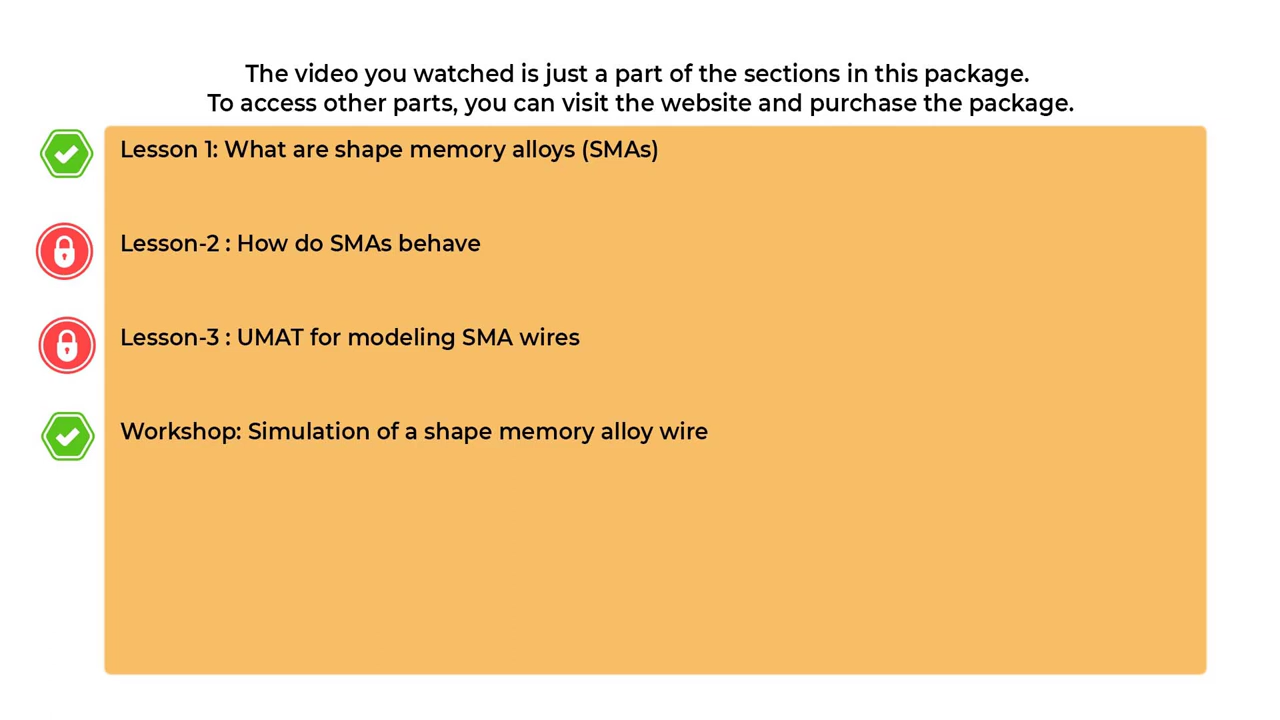 The video you watched is just a part of the sections in this package.
To access other parts, you can visit the website and purchase the package.
Lesson 1: What are shape memory alloys (SMAs)
Lesson-2 : How do SMAs behave
Lesson-3 : UMAT for modeling SMA wires
Workshop: Simulation of a shape memory alloy wire